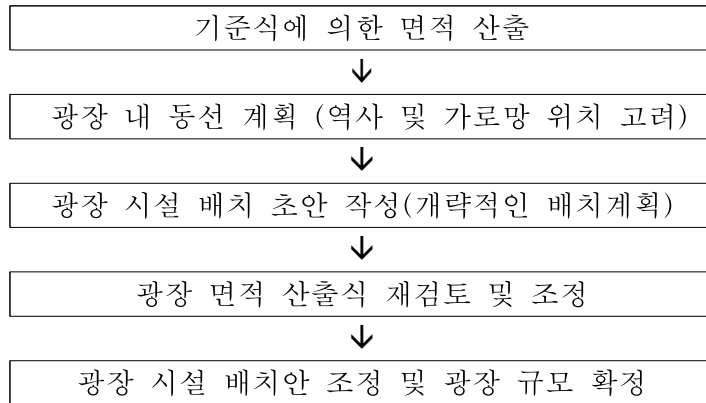 기준식에 의한 면적 산출
↓
광장 내 동선 계획 (역사 및 가로망 위치 고려)
↓
광장 시설 배치 초안 작성(개략적인 배치계획)
↓
광장 면적 산출식 재검토 및 조정
↓
광장 시설 배치안 조정 및 광장 규모 확정